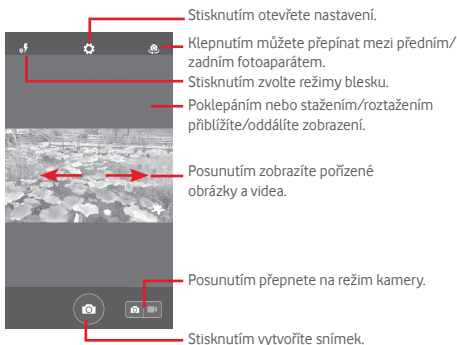 Stisknutím otevřete nastavení.
Klepnutím můžete přepínat mezi předním/
zadním fotoaparátem.
Stisknutím zvolte režimy blesku.
Poklepáním nebo stažením/roztažením
přiblížíte/oddálíte zobrazení.
Posunutím zobrazíte pořízené
obrázky a videa.
Posunutím přepnete na režim kamery.
Stisknutím vytvoříte snímek.